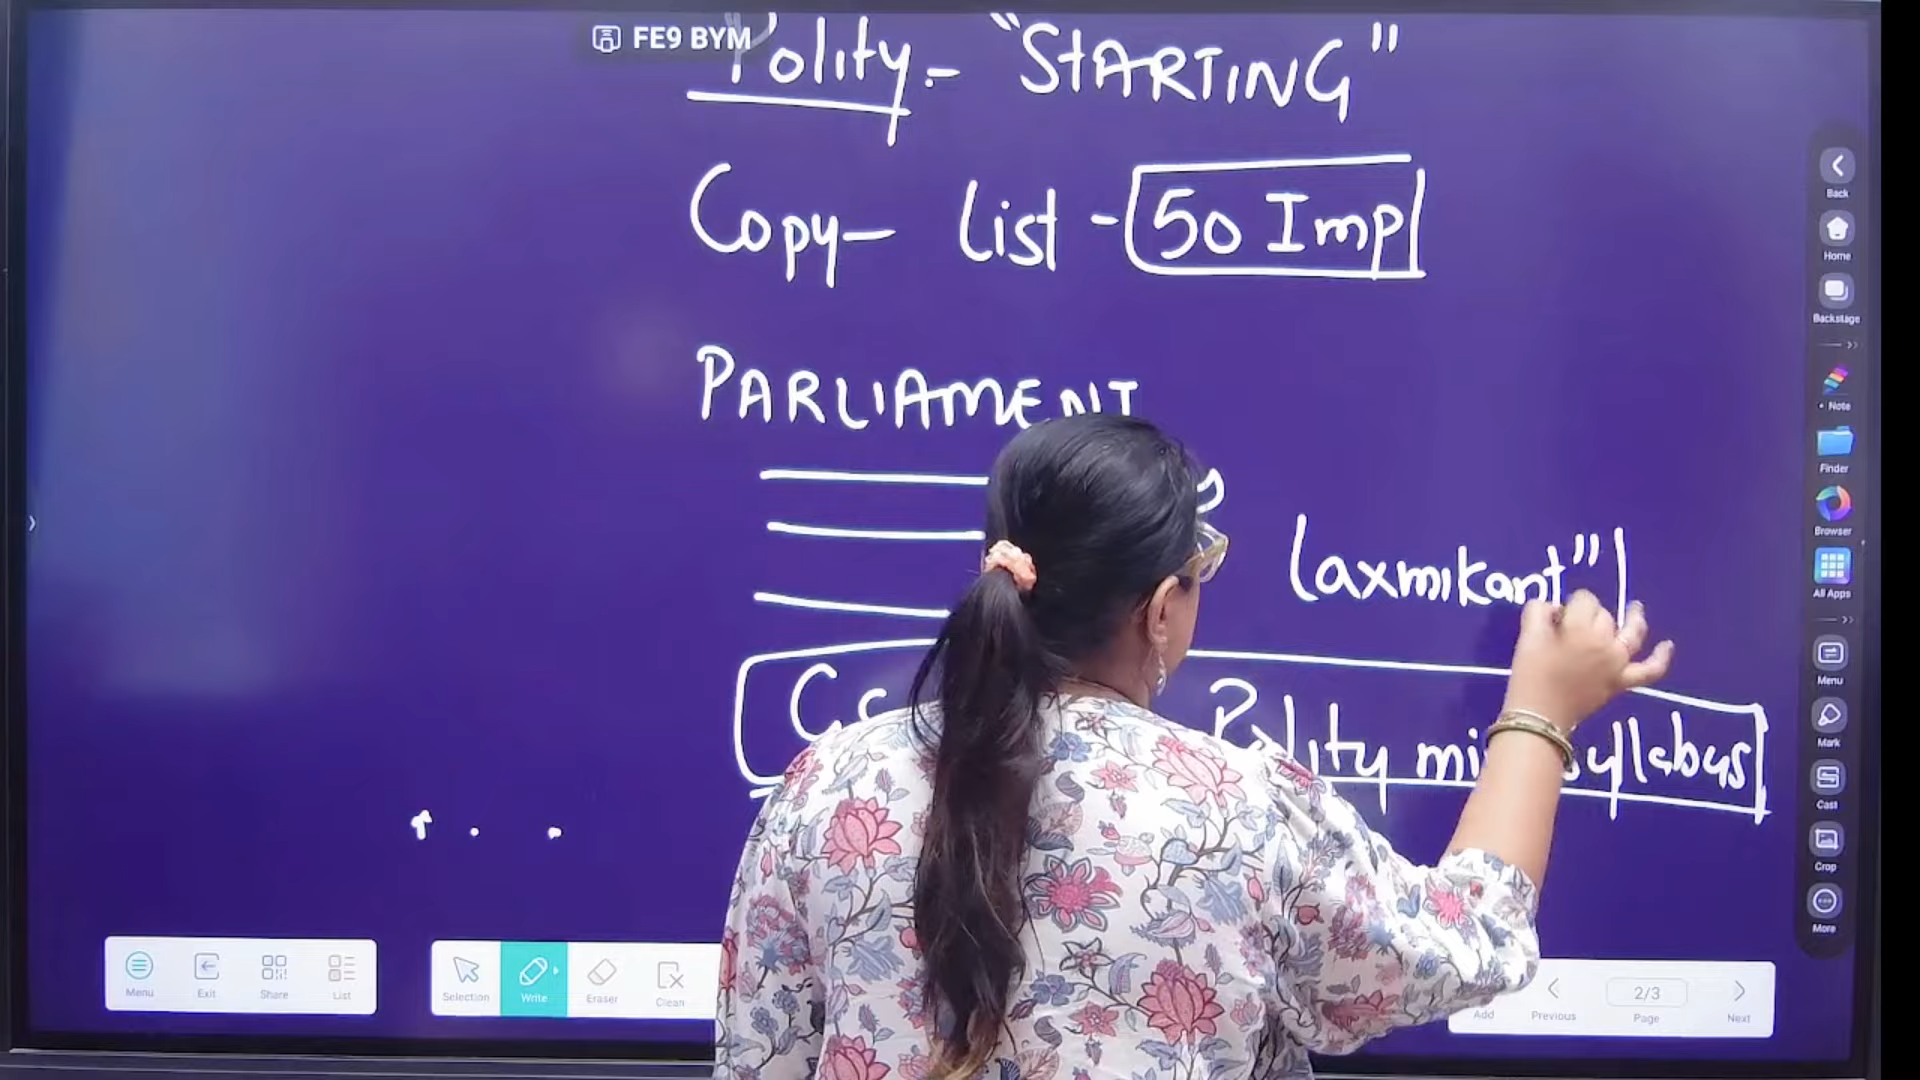 FE9 BYM
Polity - "STARTING"
Copy - List - 50 Imp
PARLIAMENT
Laxmikant"
Polity mi syllabus
Back
Home
Backstage
Note
Finder
Browser
All Apps
Menu
Mark
Cast
Crop
More
Menu Exit Share List
Selection Write Eraser Clean
Add Previous 2/3 Page Next